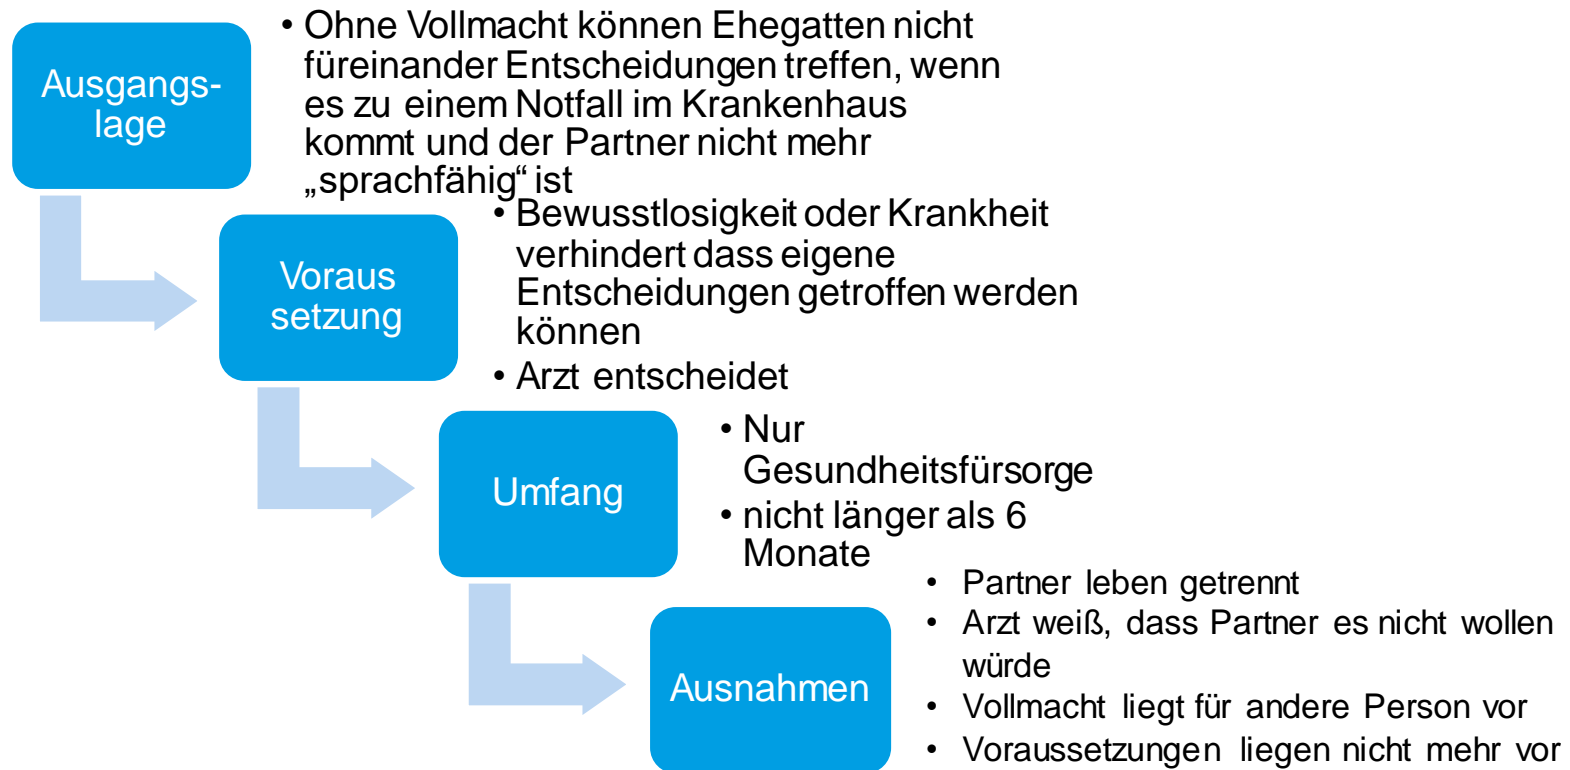 Ausgangs-
lage
• Ohne Vollmacht können Ehegatten nicht
füreinander Entscheidungen treffen, wenn
es zu einem Notfall im Krankenhaus
kommt und der Partner nicht mehr
„sprachfähig“ ist
Voraus
setzung
• Bewusstlosigkeit oder Krankheit
verhindert dass eigene
Entscheidungen getroffen werden
können
• Arzt entscheidet
Umfang
• Nur
Gesundheitsfürsorge
• nicht länger als 6
Monate
Ausnahmen
• Partner leben getrennt
• Arzt weiß, dass Partner es nicht wollen
würde
• Vollmacht liegt für andere Person vor
• Voraussetzungen liegen nicht mehr vor